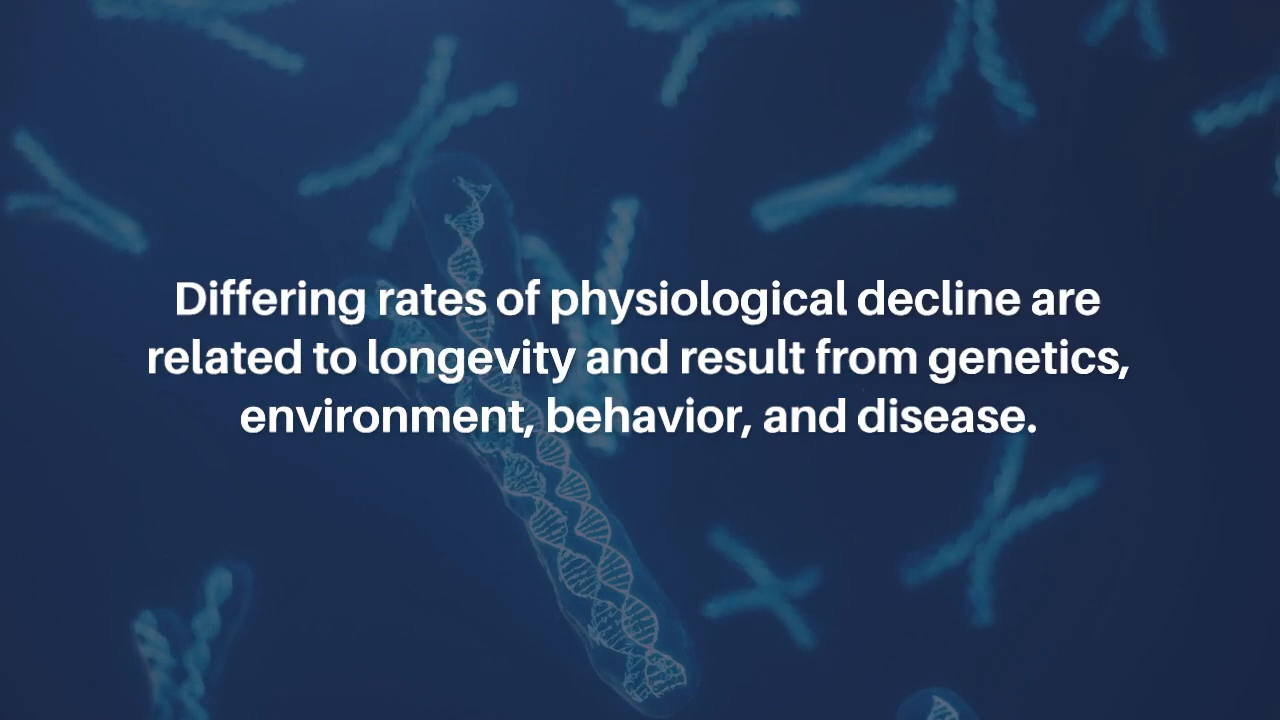 Differing rates of physiological decline are
related to longevity and result from genetics,
environment, behavior, and disease.